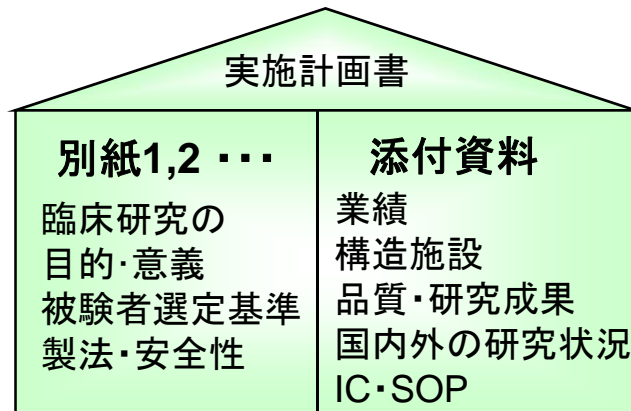 実施計画書
別紙1,2 ・・・
臨床研究の
目的・意義
被験者選定基準
製法・安全性
添付資料
業績
構造施設
品質・研究成果
国内外の研究状況
IC・SOP